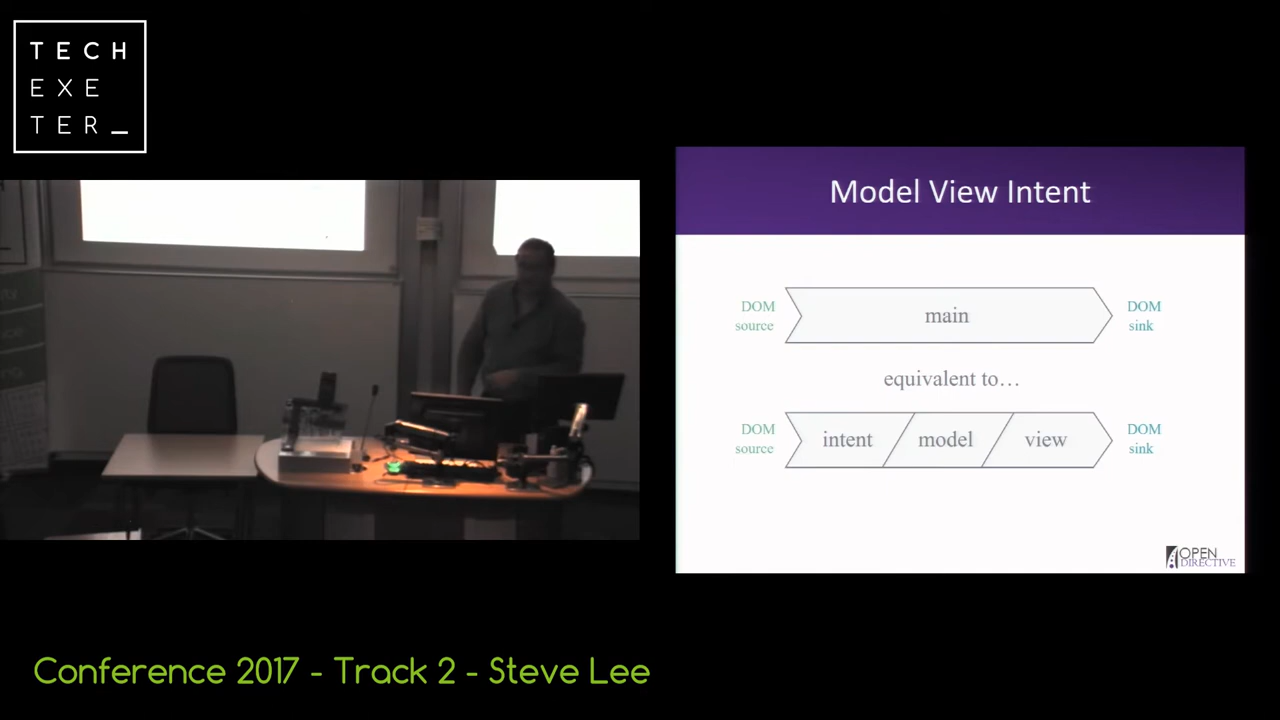 TECH
EXE
TER_
Model View Intent
DOM
source
main
DOM
sink
equivalent to…
DOM
source
intent
model
view
DOM
sink
OPEN
DIRECTIVE
Conference 2017 - Track 2 - Steve Lee